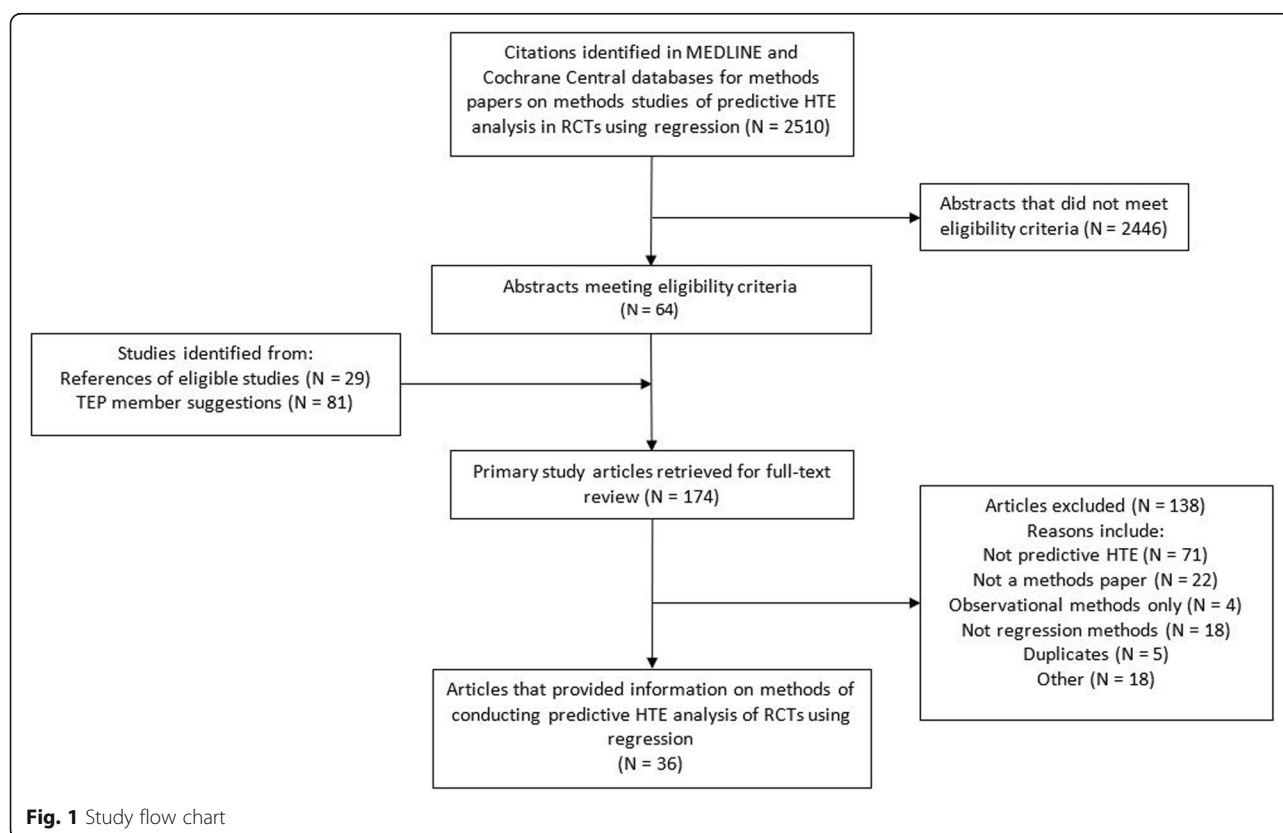 Citations identified in MEDLINE and
Cochrane Central databases for methods
papers on methods studies of predictive HTE
analysis in RCTs using regression (N = 2510)
Abstracts that did not meet
eligibility criteria (N = 2446)
Abstracts meeting eligibility criteria
(N = 64)
Studies identified from:
References of eligible studies (N = 29)
TEP member suggestions (N = 81)
Primary study articles retrieved for full-text
review (N = 174)
Articles excluded (N = 138)
Reasons include:
Not predictive HTE (N = 71)
Not a methods paper (N = 22)
Observational methods only (N = 4)
Not regression methods (N = 18)
Duplicates (N = 5)
Other (N = 18)
Articles that provided information on methods of
conducting predictive HTE analysis of RCTs using
regression
(N = 36)
Fig. 1 Study flow chart